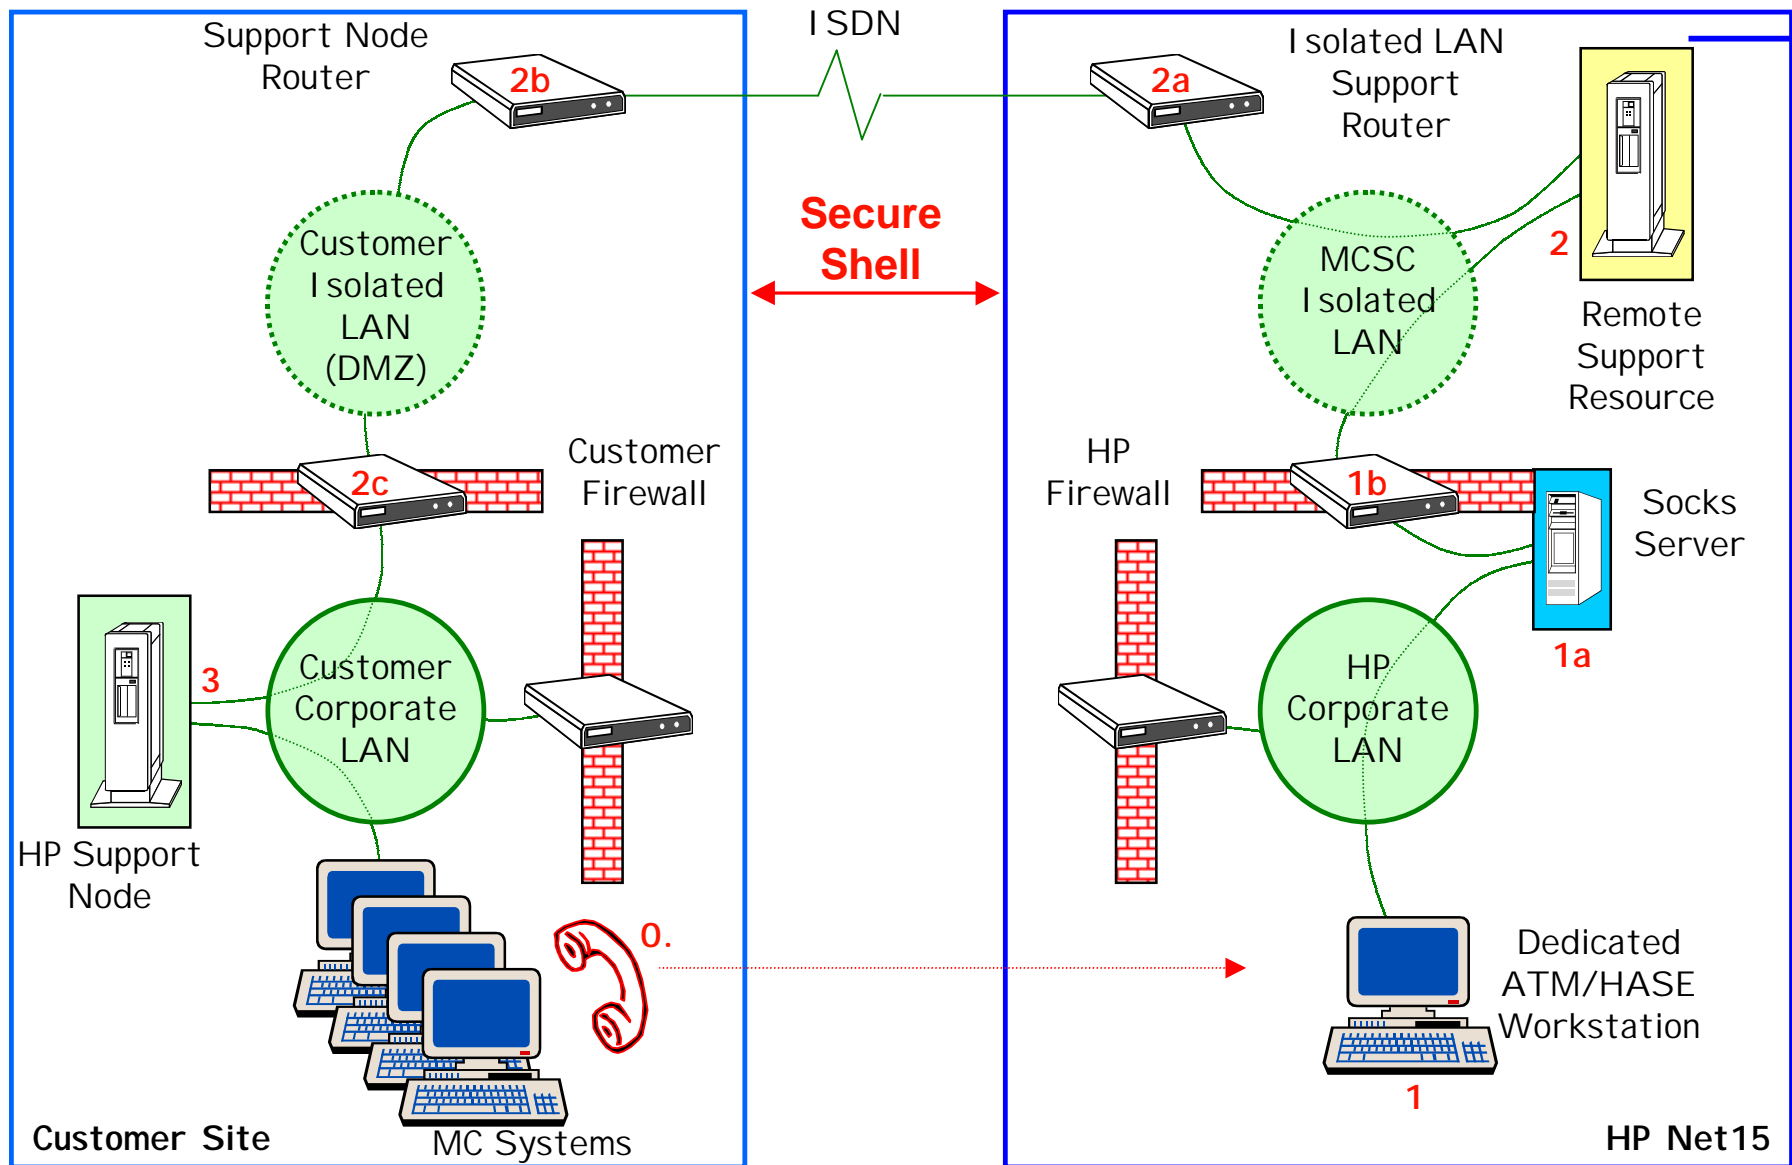 Support Node
Router
2b
ISDN
2a
Isolated LAN
Support
Router
2
Remote
Support
Resource
Customer
Isolated
LAN
(DMZ)
Secure
Shell
MCSC
Isolated
LAN
2c
Customer
Firewall
HP
Firewall
1b
Socks
Server
1a
3
Customer
Corporate
LAN
HP
Corporate
LAN
HP Support
Node
0.
Dedicated
ATM/HASE
Workstation
1
MC Systems
Customer Site
HP Net15